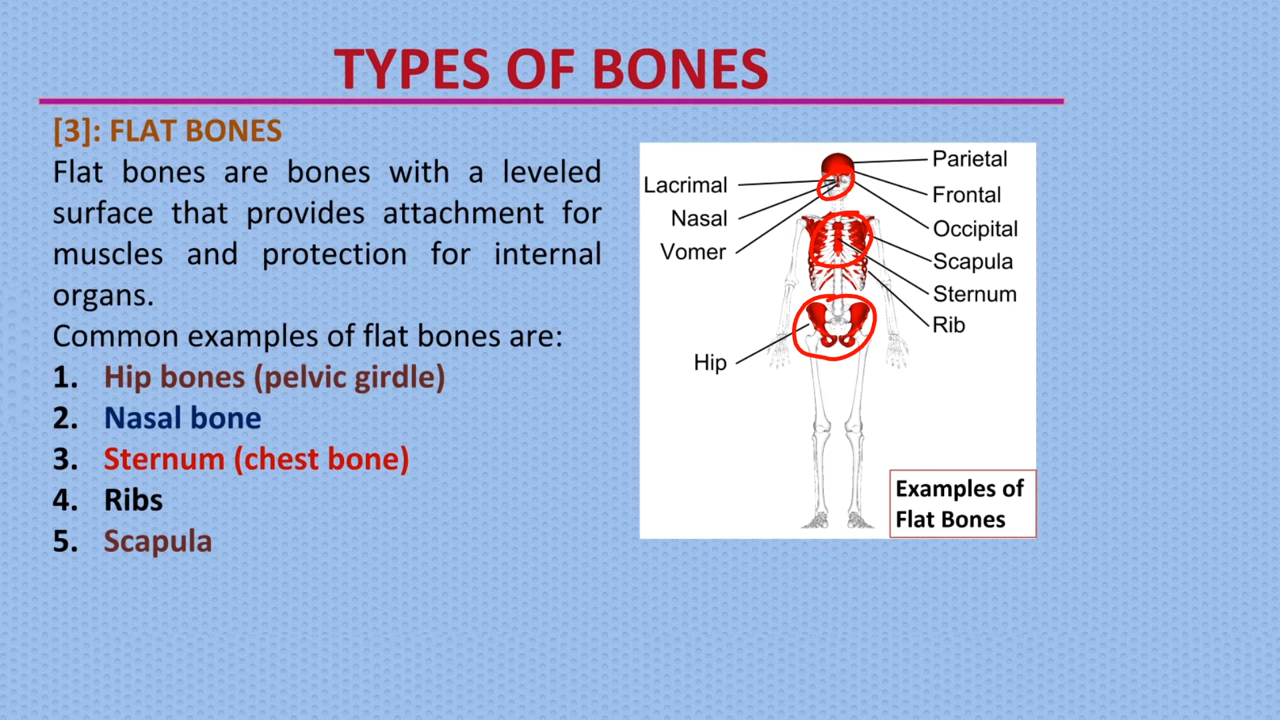 TYPES OF BONES
[3]: FLAT BONES
Flat bones are bones with a leveled
surface that provides attachment for
muscles and protection for internal
organs.
Common examples of flat bones are:
1. Hip bones (pelvic girdle)
2. Nasal bone
3. Sternum (chest bone)
4. Ribs
5. Scapula
Lacrimal
Nasal
Vomer
Hip
Parietal
Frontal
Occipital
Scapula
Sternum
Rib
Examples of
Flat Bones